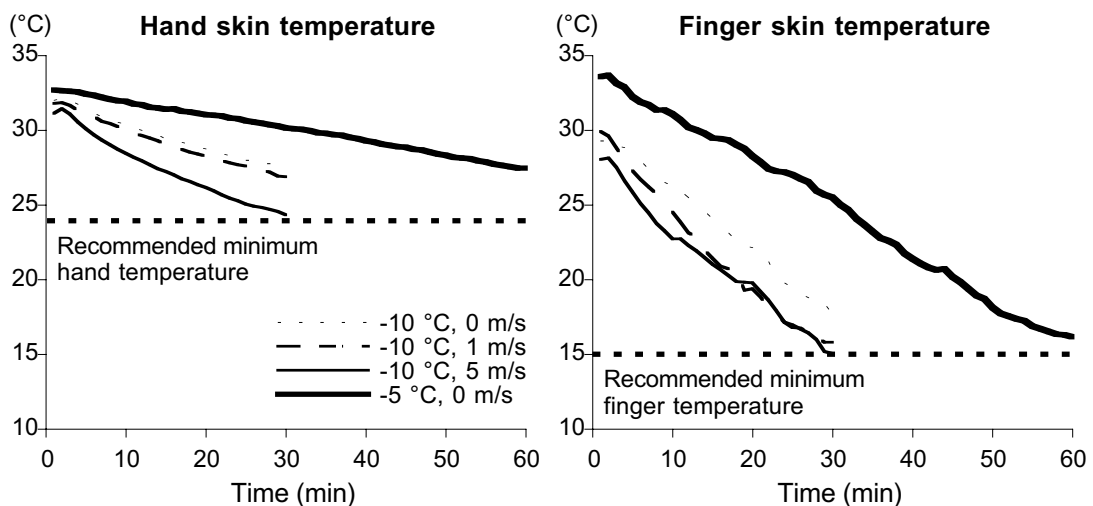 (°C)
Hand skin temperature
35
30
25
20
15
10
Recommended minimum
hand temperature
-10 °C, 0 m/s
-10 °C, 1 m/s
-10 °C, 5 m/s
-5 °C, 0 m/s
0 10 20 30 40 50 60
Time (min)
(°C)
Finger skin temperature
35
30
25
20
15
10
Recommended minimum
finger temperature
0 10 20 30 40 50 60
Time (min)